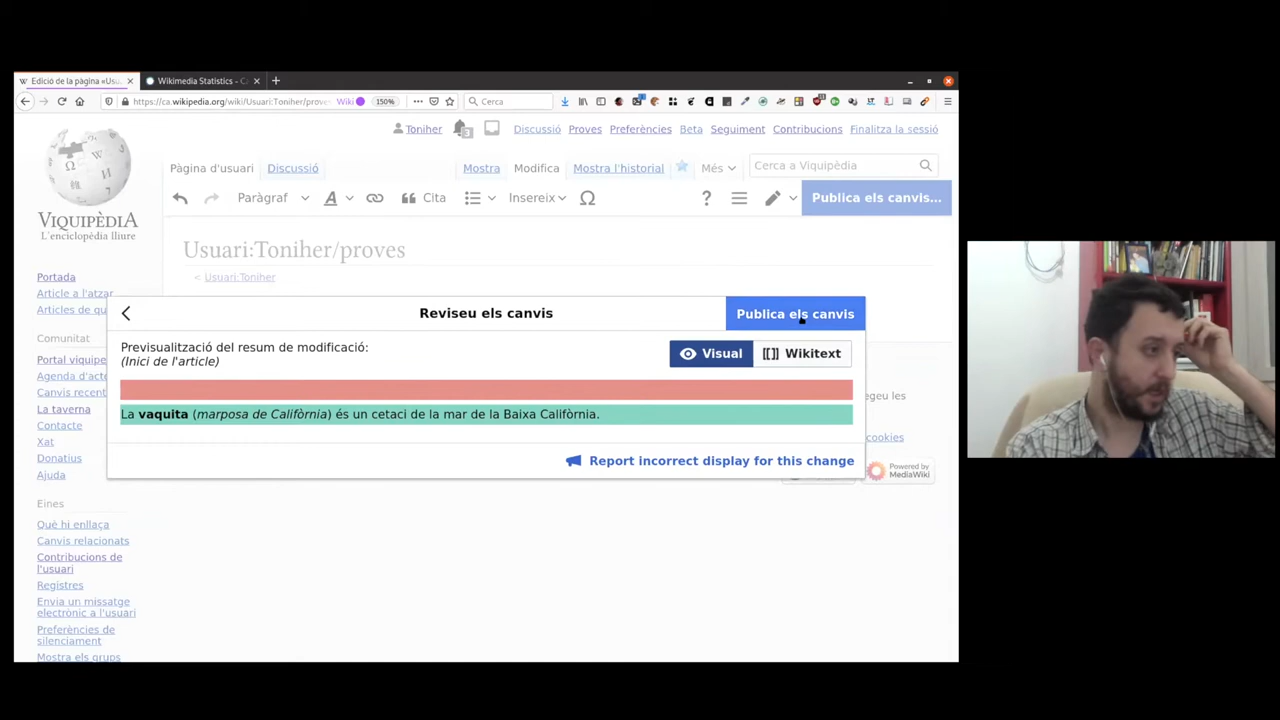 Edició de la pàgina «Usu
Wikimedia Statistics - C
https://ca.wikipedia.org/wiki/Usuari:Toniher/prove
Wiki
150%
Cerca
Toniher
3
Discussió
Proves
Preferències
Beta
Seguiment
Contribucions
Finalitza la sessió
Pàgina d'usuari
Discussió
Mostra
Modifica
Mostra l'historial
Més
Cerca a Viquipèdia
Paràgraf
A
Cita
Insereix
Ω
?
Publica els canvis...
VIQUIPÈDIA
L'enciclopèdia lliure
Usuari:Toniher/proves
< Usuari:Toniher
Portada
Article a l'atzar
Articles de qu
Comunitat
Portal viquipe
Agenda d'acte
Canvis recent
La taverna
Contacte
Xat
Donatius
Ajuda
Eines
Què hi enllaça
Canvis relacionats
Contribucions de
l'usuari
Registres
Envia un missatge
electrònic a l'usuari
Preferències de
silenciament
Mostra els grups
Reviseu els canvis
Publica els canvis
Previsualització del resum de modificació:
(Inici de l'article)
Visual
[[]] Wikitext
La vaquita (marposa de Califòrnia) és un cetaci de la mar de la Baixa Califòrnia.
Report incorrect display for this change
egeu les
cookies
Powered by
MediaWiki